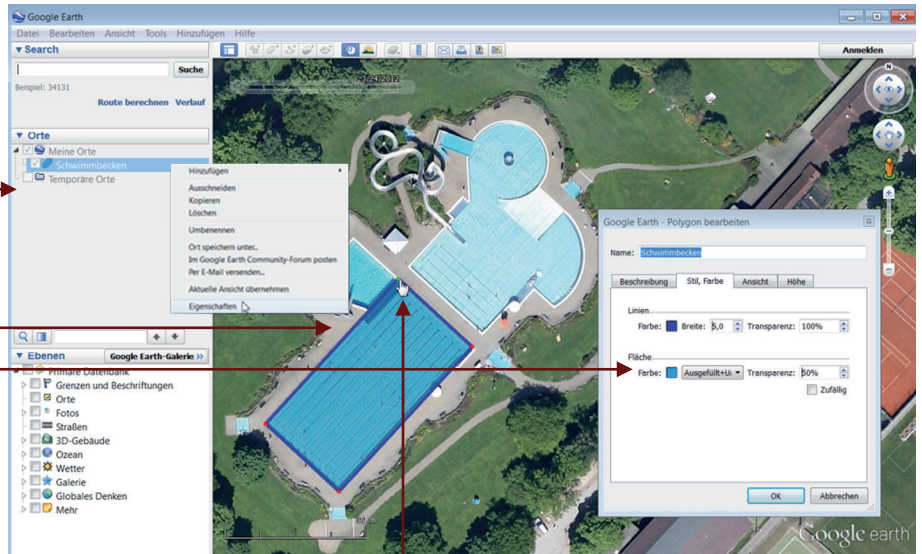 Google Earth
Datei Bearbeiten Ansicht Tools Hinzufügen Hilfe
Search
Suche
Beispiel: 34131
Route berechnen Verlauf
Anmelden
3/24/2012
N
Orte
Meine Orte
Schwimmbecken
Temporäre Orte
Hinzufügen
Ausschneiden
Kopieren
Löschen
Umbenennen
Ort speichern unter...
Im Google Earth Community-Forum posten
Per E-Mail versenden...
Aktuelle Ansicht übernehmen
Eigenschaften
Google Earth - Polygon bearbeiten
Name: Schwimmbecken
Beschreibung Stil, Farbe Ansicht Höhe
Linien
Farbe: Breite: 5,0 Transparenz: 100%
Fläche
Farbe: Ausgefüllt+U Transparenz: 50%
Zufällig
OK Abbrechen
Ebenen Google Earth-Galerie »
Primäre Datenbank
Grenzen und Beschriftungen
Orte
Fotos
Straßen
3D-Gebäude
Ozean
Wetter
Galerie
Globales Denken
Mehr
Google earth